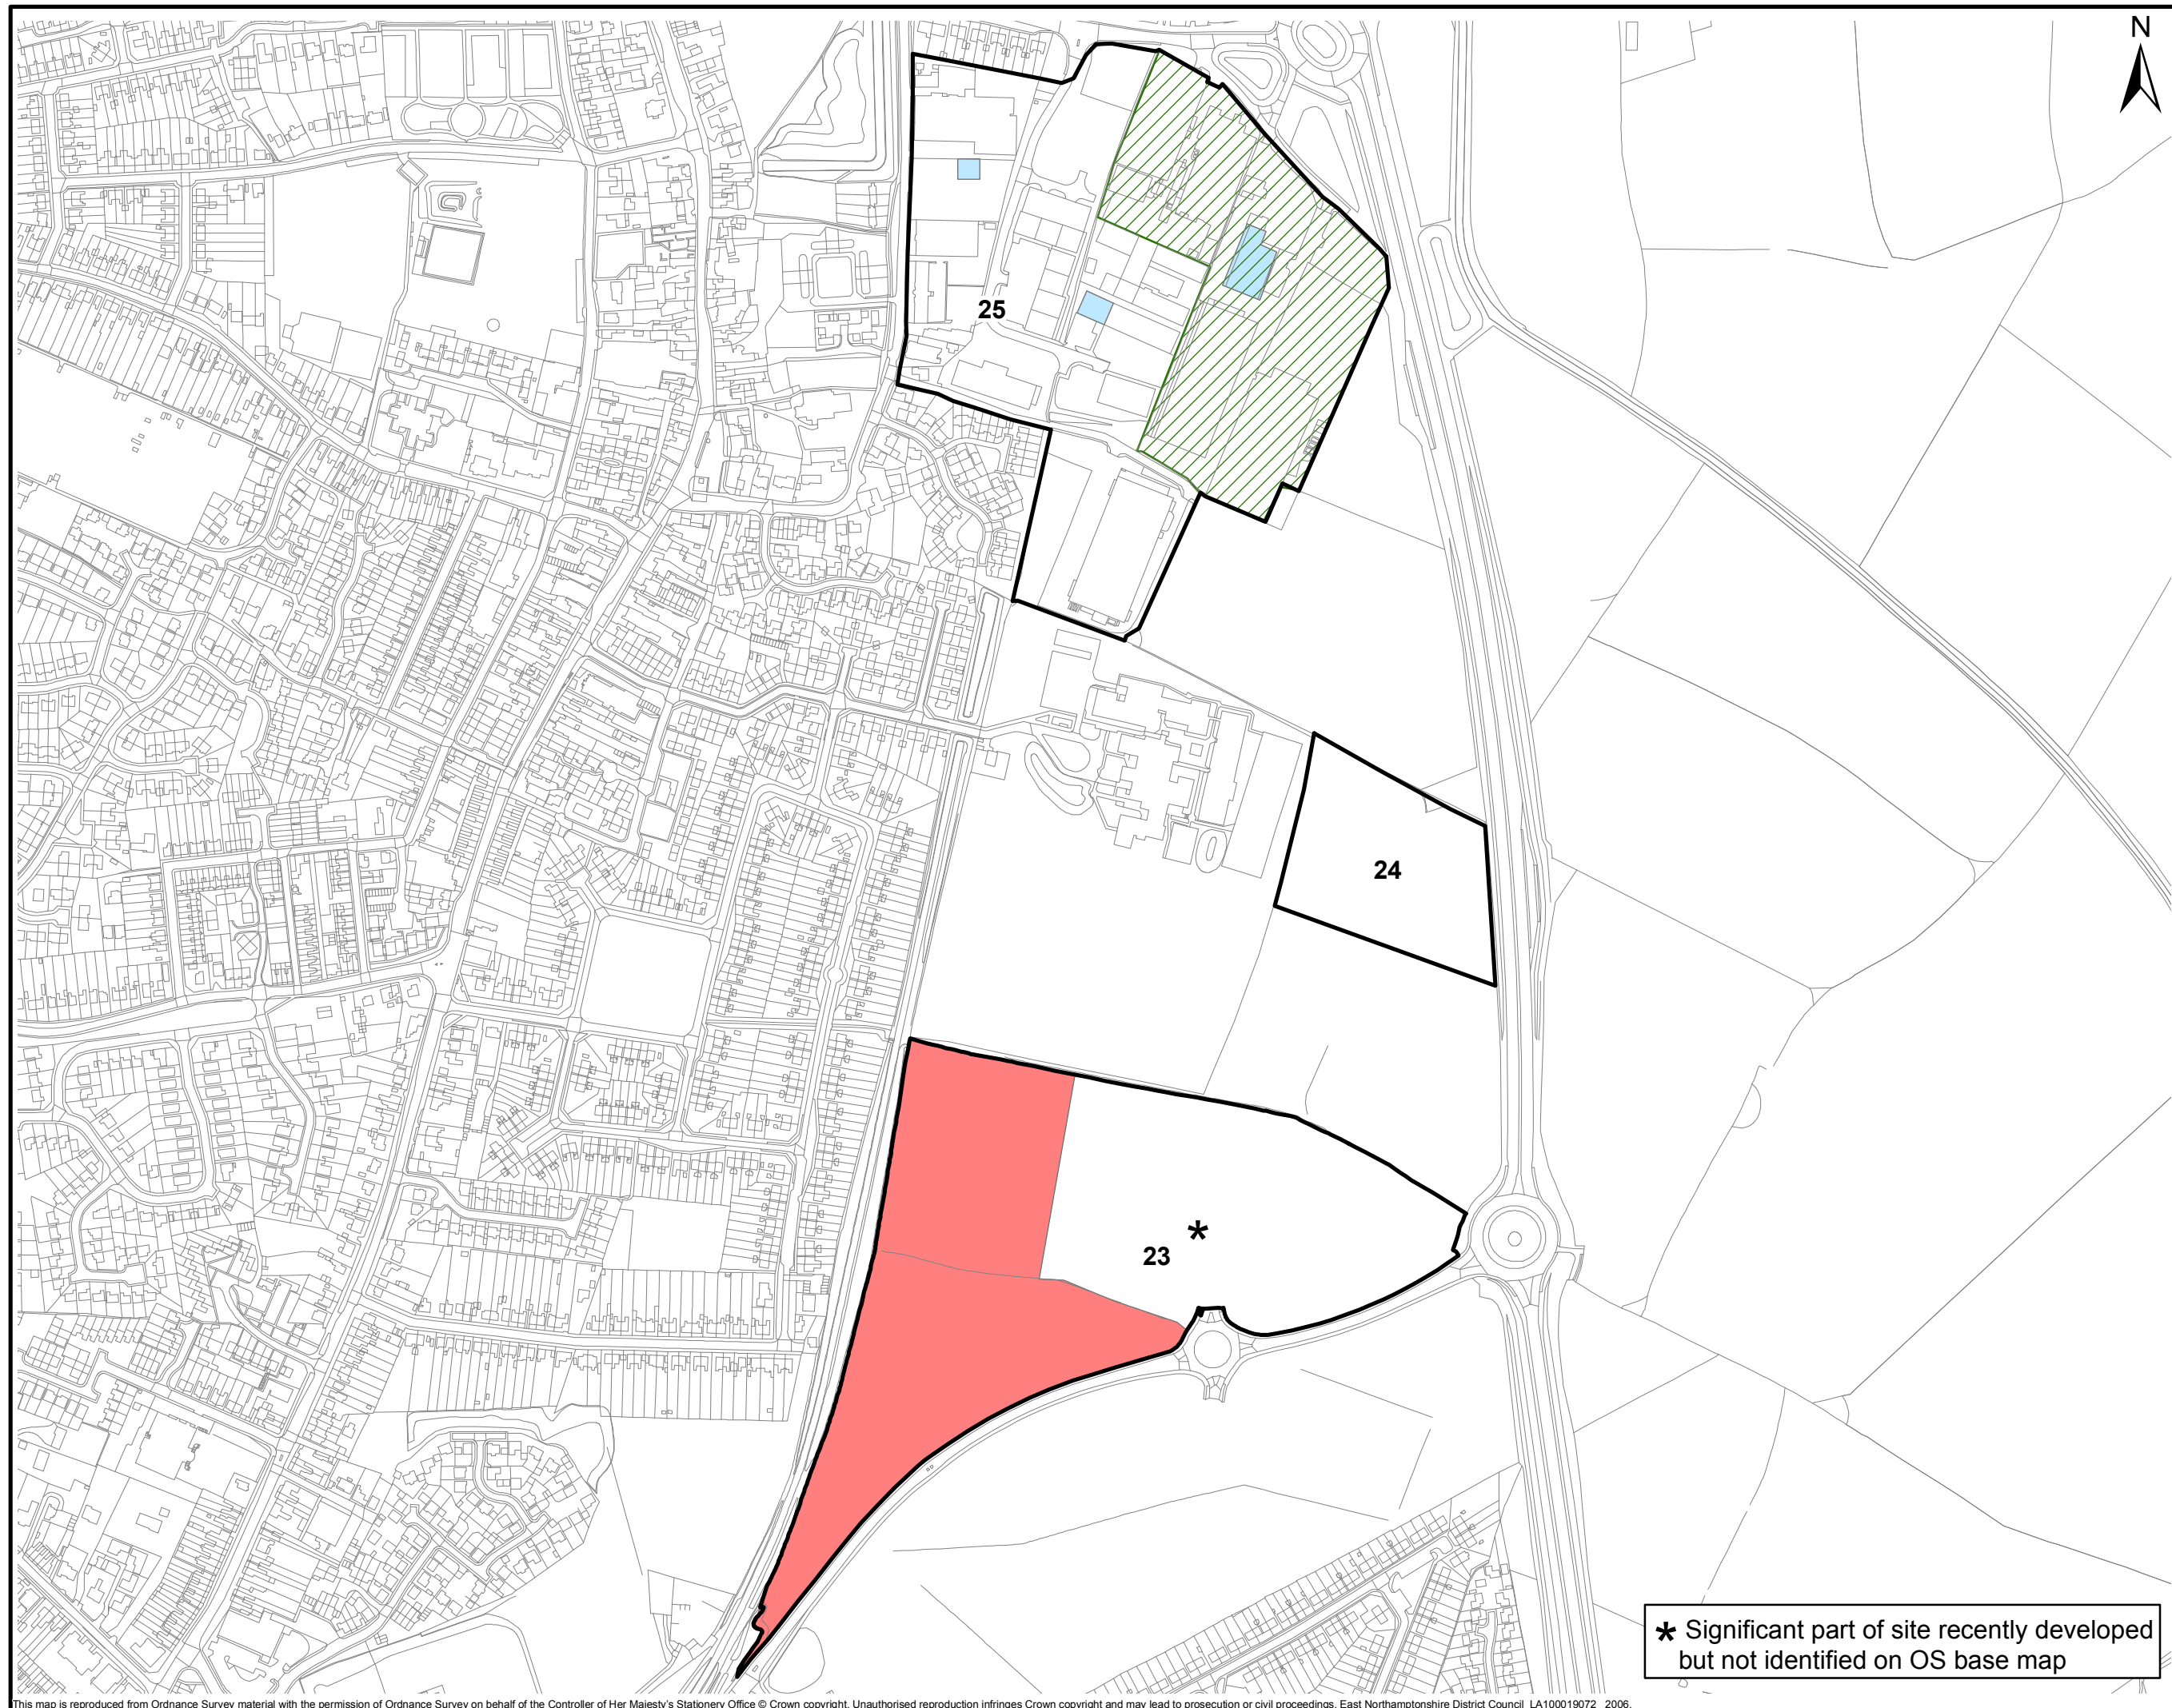 N
25
24
23
*
* Significant part of site recently developed
but not identified on OS base map
This map is reproduced from Ordnance Survey material with the permission of Ordnance Survey on behalf of the Controller of Her Majesty's Stationery Office © Crown copyright. Unauthorised reproduction infringes Crown copyright and may lead to prosecution or civil proceedings. East Northamptonshire District Council LA100019072 2006.